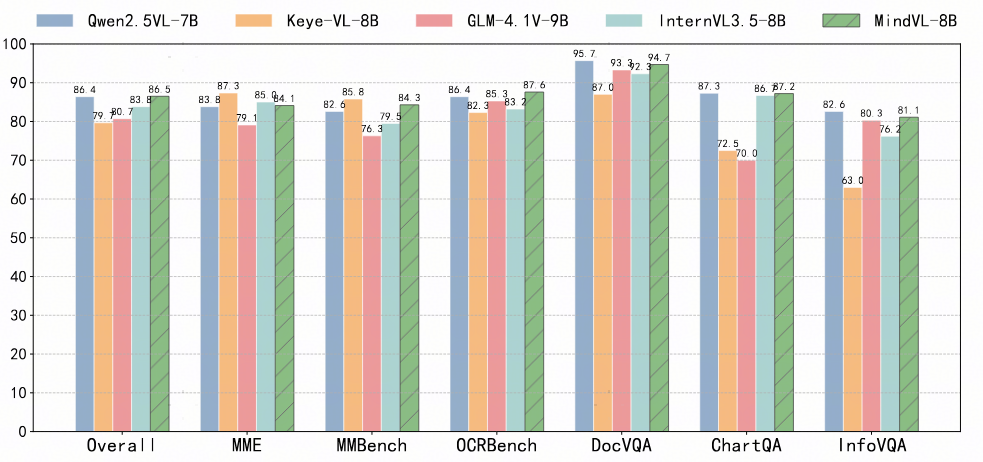 Qwen2.5VL-7B Keye-VL-8B GLM-4.1V-9B InternVL3.5-8B MindVL-8B
100
90
80
70
60
50
40
30
20
10
0
86.4 79.7 80.7 83.8 86.5
83.8 87.3 79.1 85.0 84.1
82.6 85.8 76.3 79.5 84.3
86.4 82.3 85.3 83.2 87.6
95.7 87.0 93.3 92.3 94.7
87.3 72.5 70.0 86.7 87.2
82.6 63.0 80.3 76.2 81.1
Overall MME MMBench OCRBench DocVQA ChartQA InfoVQA